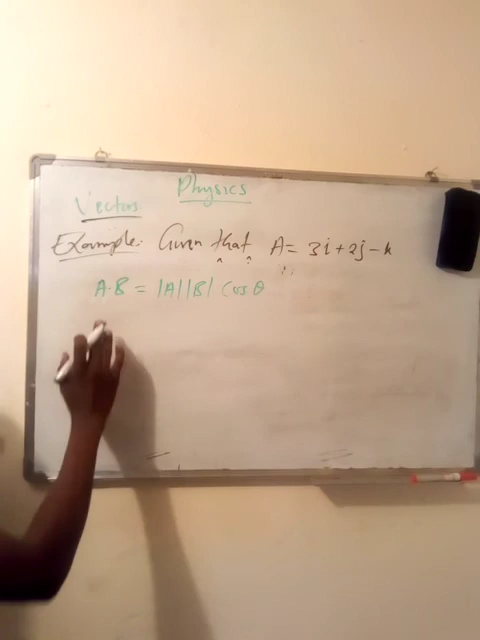 Physics
Vectors
Example: Given that A = 3i + 2j - k
A·B = |A||B| Cos θ